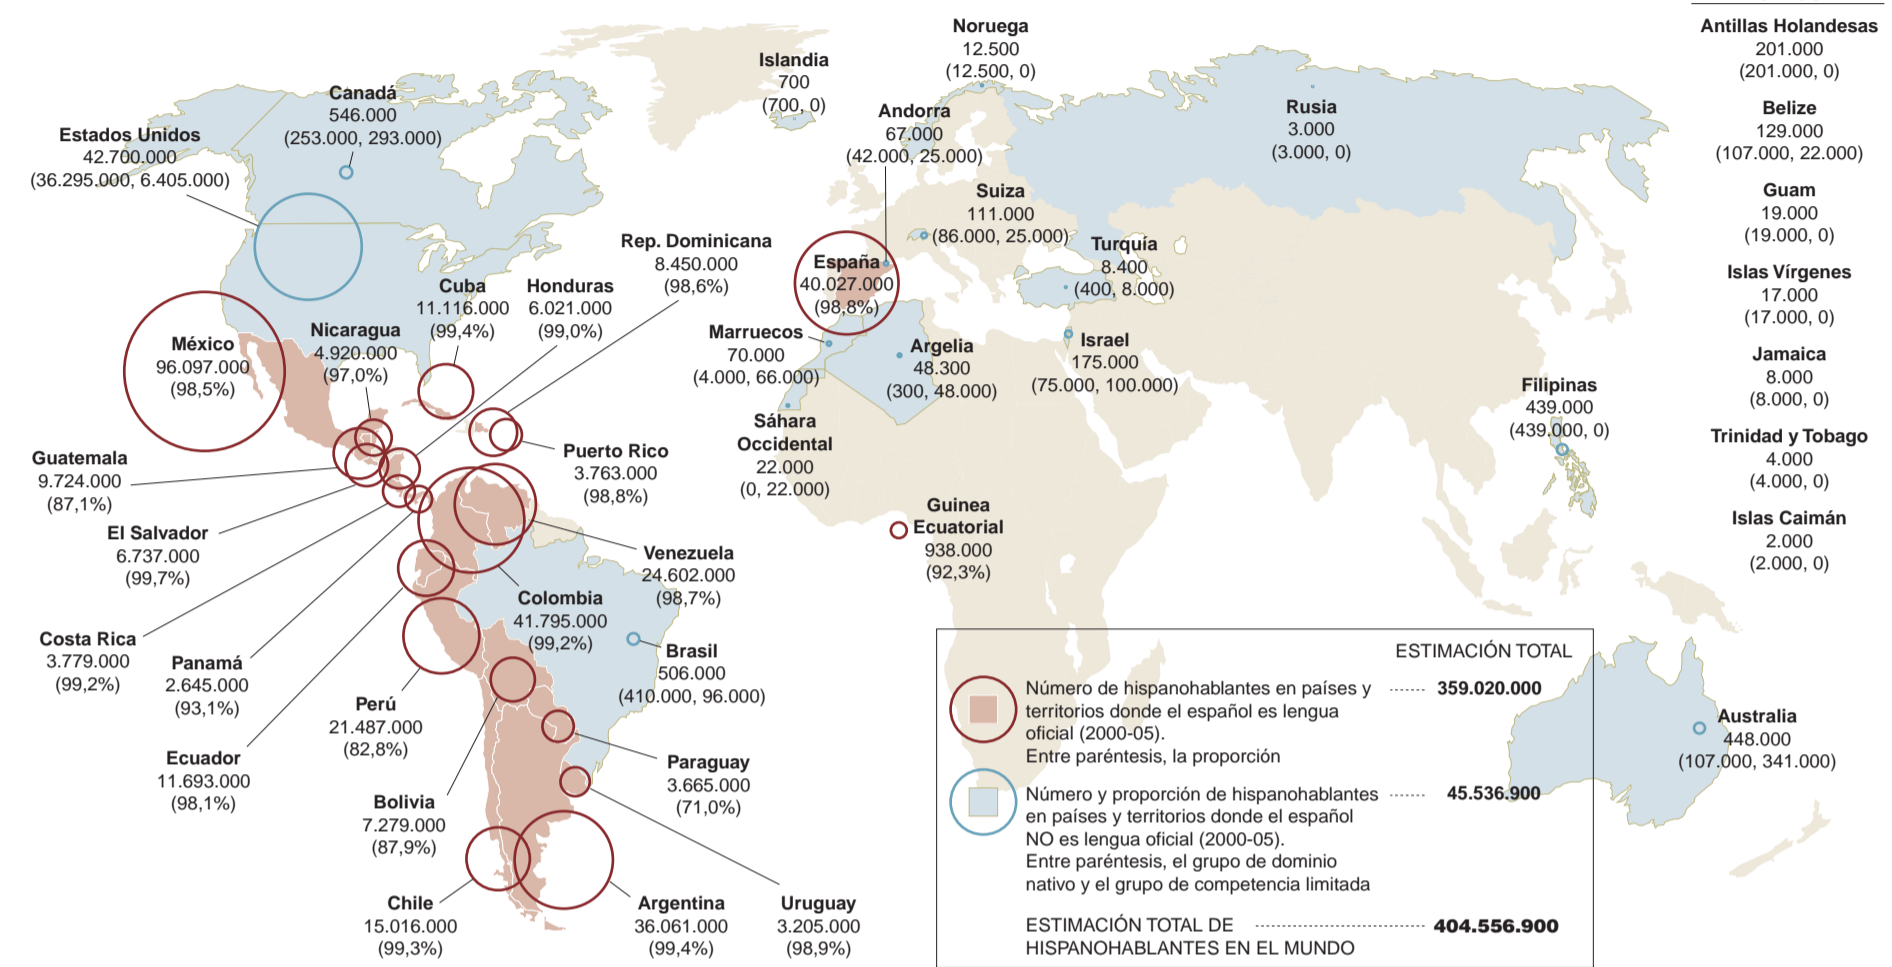 Noruega
12.500
(12.500, 0)
Islandia
700
(700, 0)
Canadá
546.000
(253.000, 293.000)
Estados Unidos
42.700.000
(36.295.000, 6.405.000)
Andorra
67.000
(42.000, 25.000)
Rusia
3.000
(3.000, 0)
Suiza
111.000
(86.000, 25.000)
Turquía
8.400
(400, 8.000)
Rep. Dominicana
8.450.000
(98,6%)
España
40.027.000
(98,8%)
Cuba
11.116.000
(99,4%)
Honduras
6.021.000
(99,0%)
Nicaragua
4.920.000
(97,0%)
México
96.097.000
(98,5%)
Marruecos
70.000
(4.000, 66.000)
Argelia
48.300
(300, 48.000)
Israel
175.000
(75.000, 100.000)
Filipinas
439.000
(439.000, 0)
Sáhara
Occidental
22.000
(0, 22.000)
Puerto Rico
3.763.000
(98,8%)
Guatemala
9.724.000
(87,1%)
El Salvador
6.737.000
(99,7%)
Guinea
Ecuatorial
938.000
(92,3%)
Venezuela
24.602.000
(98,7%)
Colombia
41.795.000
(99,2%)
Costa Rica
3.779.000
(99,2%)
Panamá
2.645.000
(93,1%)
Brasil
506.000
(410.000, 96.000)
Perú
21.487.000
(82,8%)
Ecuador
11.693.000
(98,1%)
Paraguay
3.665.000
(71,0%)
Bolivia
7.279.000
(87,9%)
Chile
15.016.000
(99,3%)
Argentina
36.061.000
(99,4%)
Uruguay
3.205.000
(98,9%)
Australia
448.000
(107.000, 341.000)
Antillas Holandesas
201.000
(201.000, 0)
Belize
129.000
(107.000, 22.000)
Guam
19.000
(19.000, 0)
Islas Vírgenes
17.000
(17.000, 0)
Jamaica
8.000
(8.000, 0)
Trinidad y Tobago
4.000
(4.000, 0)
Islas Caimán
2.000
(2.000, 0)
ESTIMACIÓN TOTAL
Número de hispanohablantes en países y ...... 359.020.000
territorios donde el español es lengua
oficial (2000-05).
Entre paréntesis, la proporción
Número y proporción de hispanohablantes ...... 45.536.900
en países y territorios donde el español
NO es lengua oficial (2000-05).
Entre paréntesis, el grupo de dominio
nativo y el grupo de competencia limitada
ESTIMACIÓN TOTAL DE ...... 404.556.900
HISPANOHABLANTES EN EL MUNDO